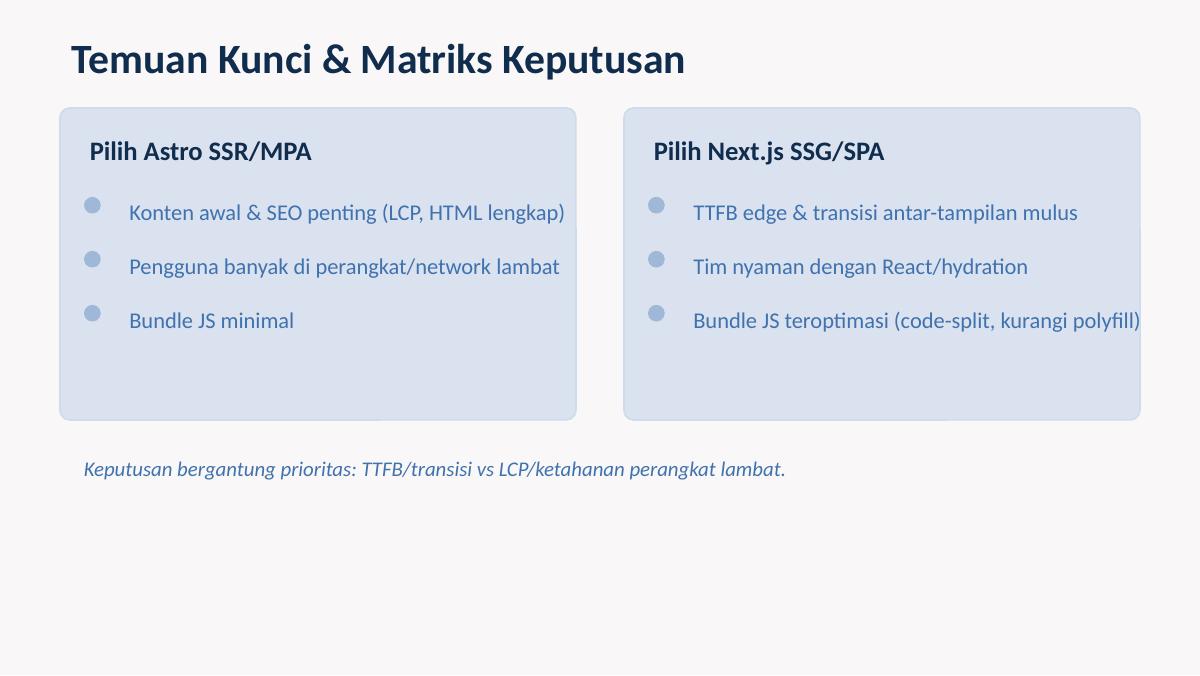 Temuan Kunci & Matriks Keputusan
Pilih Astro SSR/MPA
Konten awal & SEO penting (LCP, HTML lengkap)
Pengguna banyak di perangkat/network lambat
Bundle JS minimal
Pilih Next.js SSG/SPA
TTFB edge & transisi antar-tampilan mulus
Tim nyaman dengan React/hydration
Bundle JS teroptimasi (code-split, kurangi polyfill)
Keputusan bergantung prioritas: TTFB/transisi vs LCP/ketahanan perangkat lambat.